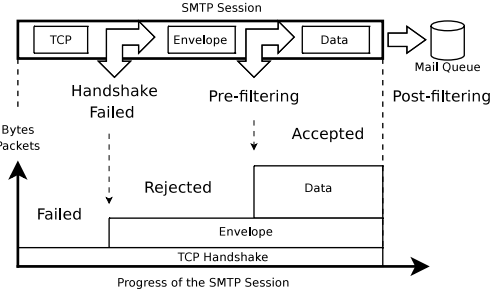 SMTP Session
TCP
Envelope
Data
Mail Queue
Handshake
Failed
Pre-filtering
Post-filtering
Bytes
Packets
Accepted
Rejected
Failed
Data
Envelope
TCP Handshake
Progress of the SMTP Session